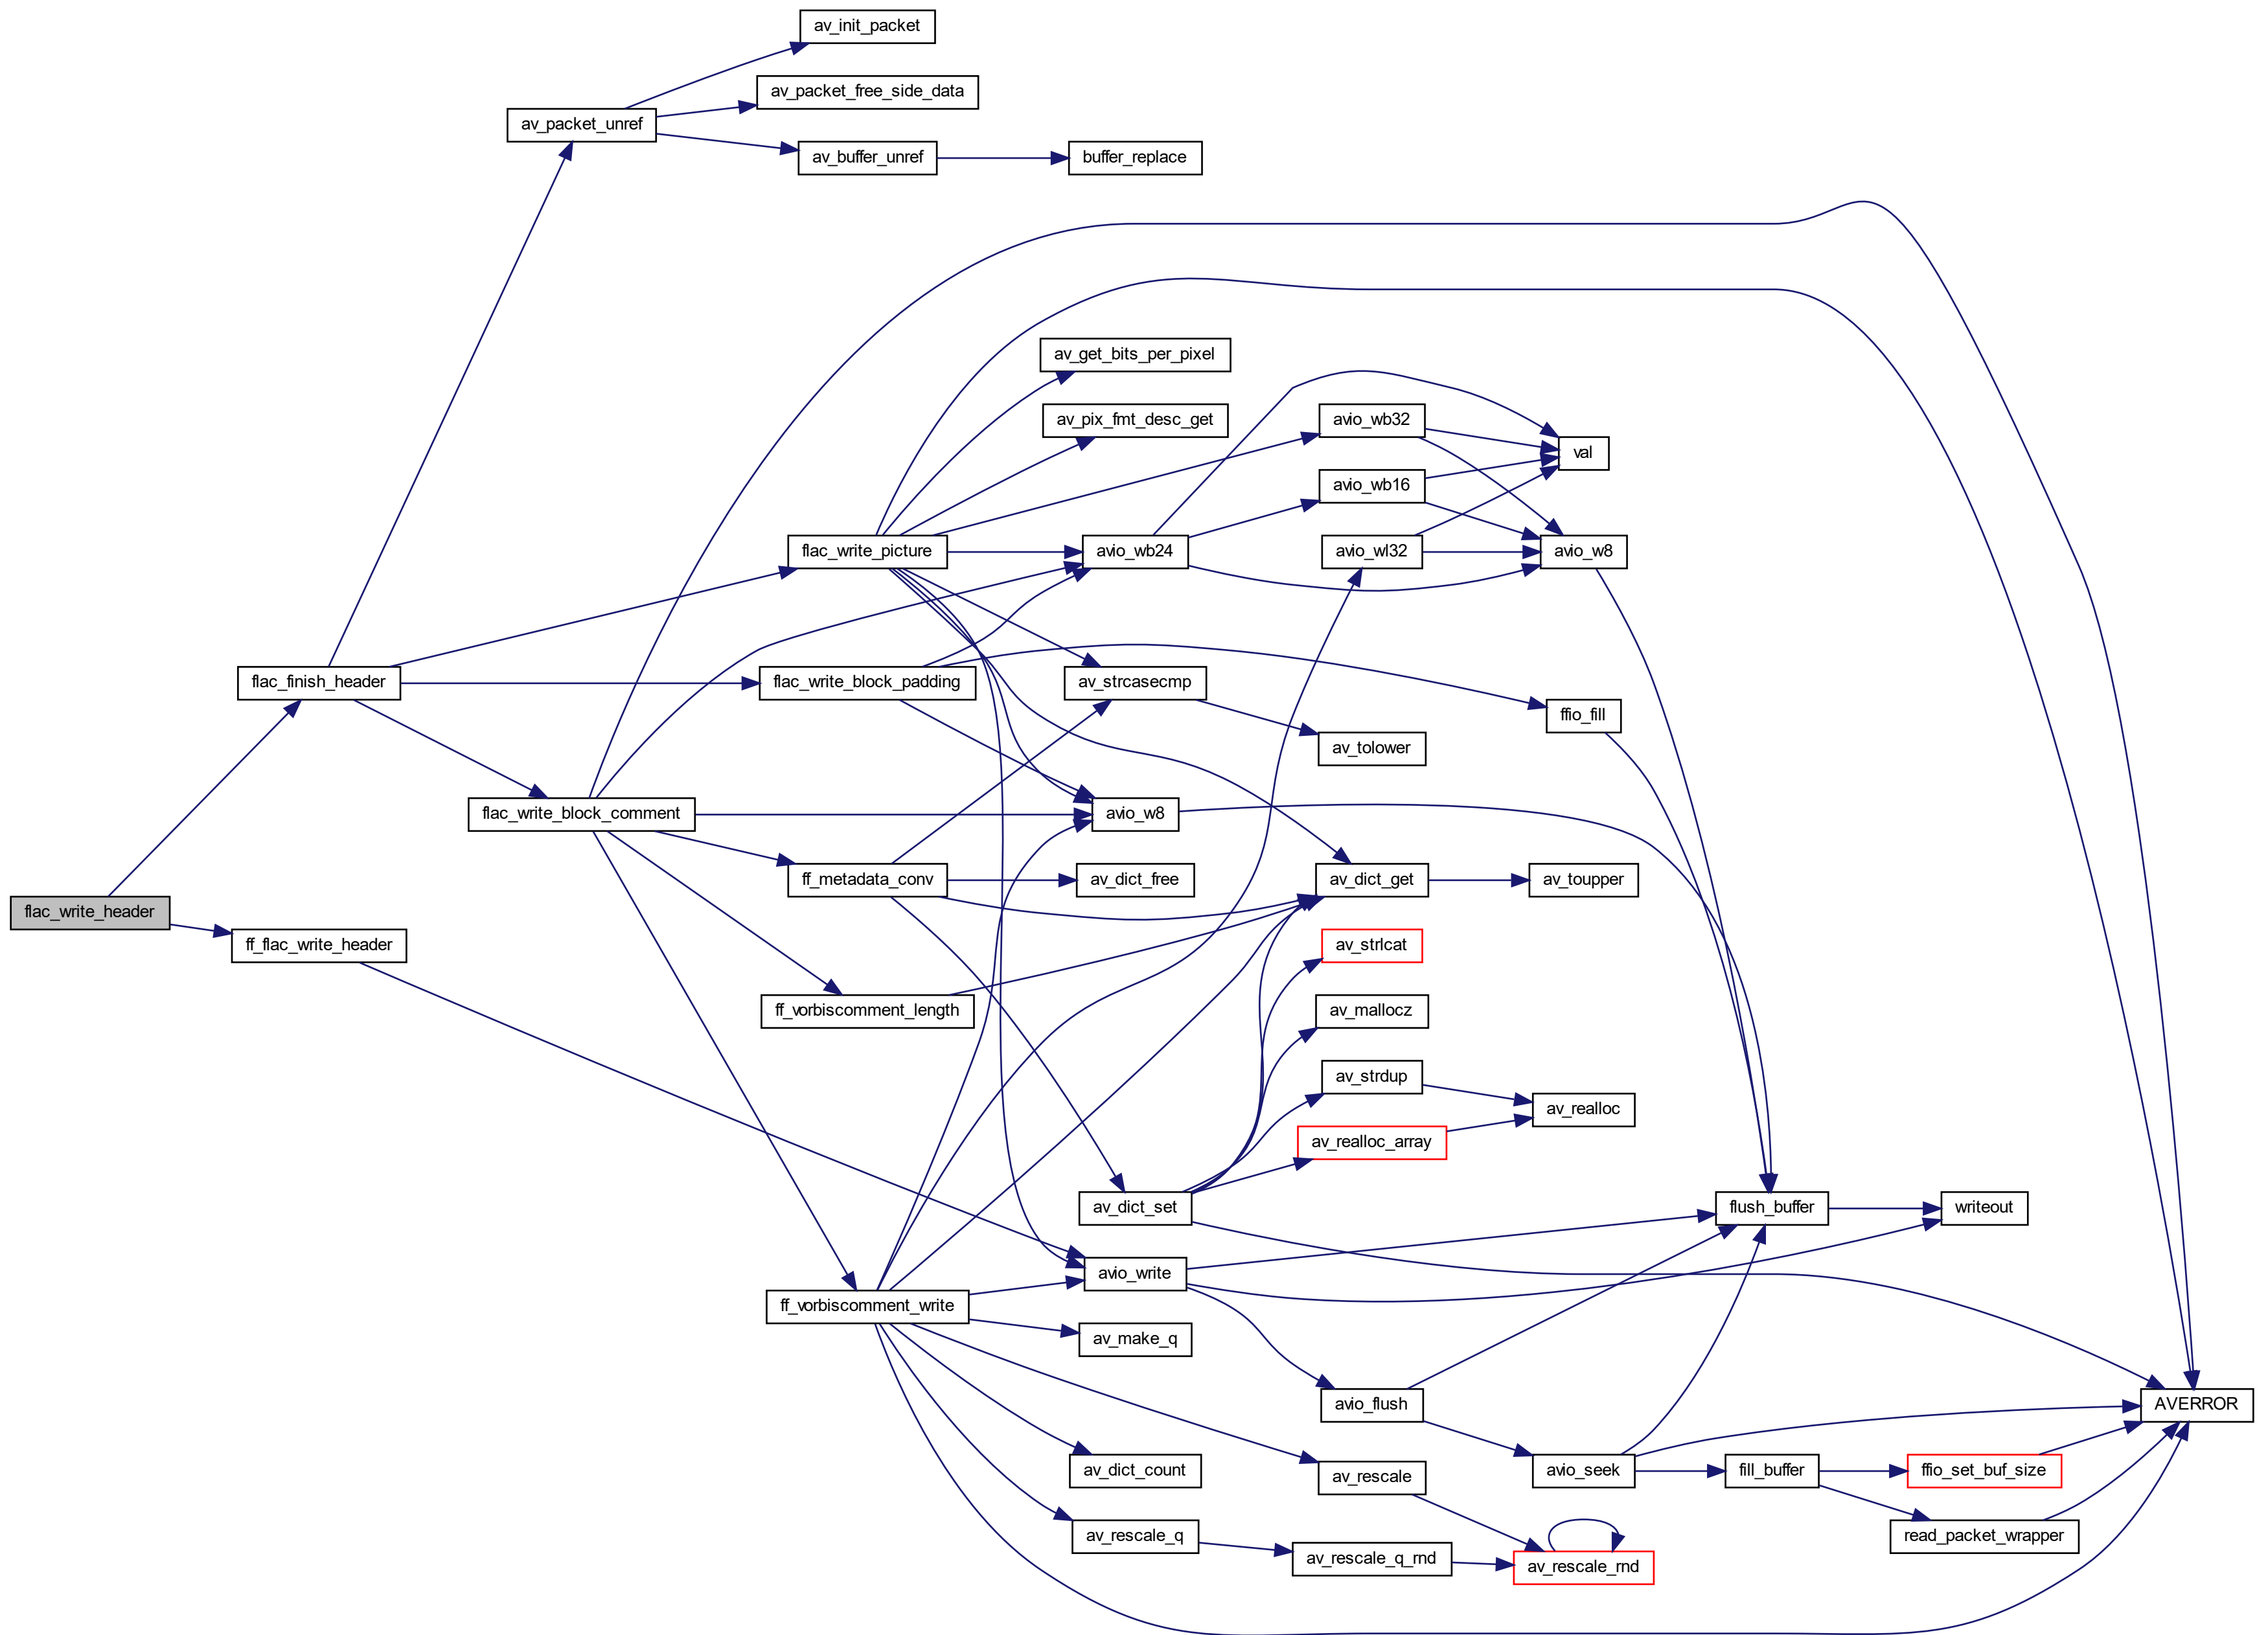 av_init_packet
av_packet_free_side_data
av_packet_unref
av_buffer_unref
buffer_replace
av_get_bits_per_pixel
av_pix_fmt_desc_get
avio_wb32
val
avio_wb16
flac_write_picture
avio_wb24
avio_wl32
avio_w8
flac_finish_header
flac_write_block_padding
av_strcasecmp
ffio_fill
av_tolower
flac_write_block_comment
avio_w8
ff_metadata_conv
av_dict_free
av_dict_get
av_toupper
flac_write_header
ff_flac_write_header
av_strlcat
ff_vorbiscomment_length
av_mallocz
av_strdup
av_realloc
av_realloc_array
av_dict_set
flush_buffer
writeout
avio_write
ff_vorbiscomment_write
av_make_q
avio_flush
AVERROR
av_dict_count
av_rescale
avio_seek
fill_buffer
ffio_set_buf_size
av_rescale_q
read_packet_wrapper
av_rescale_q_rnd
av_rescale_rnd